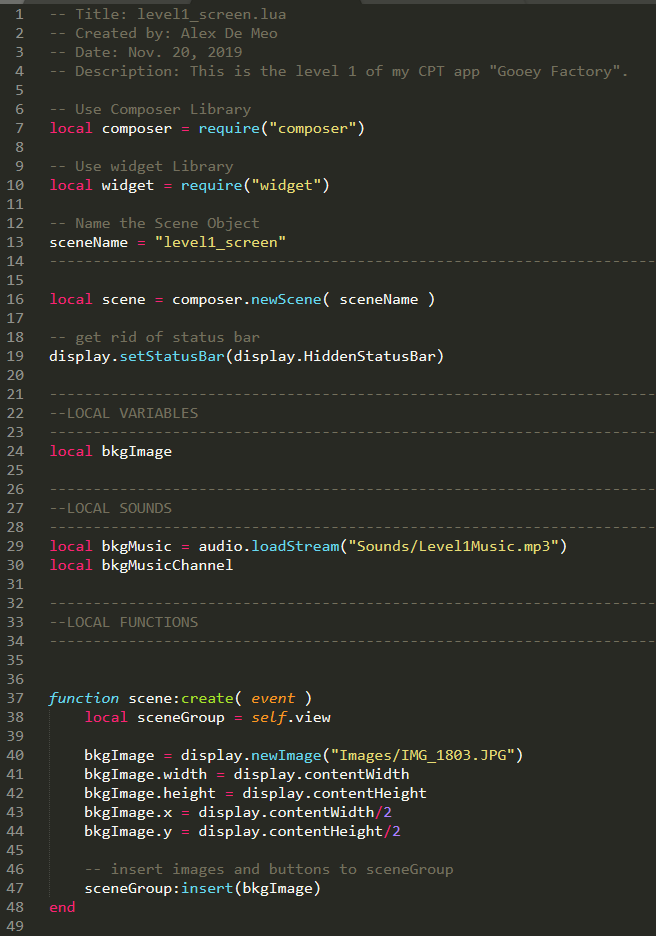 1 -- Title: level1_screen.lua
2 -- Created by: Alex De Meo
3 -- Date: Nov. 20, 2019
4 -- Description: This is the level 1 of my CPT app "Gooey Factory".
5
6 -- Use Composer Library
7 local composer = require("composer")
8
9 -- Use widget Library
10 local widget = require("widget")
11
12 -- Name the Scene Object
13 sceneName = "level1_screen"
14 ---------------------------------------------------------------------
15
16 local scene = composer.newScene( sceneName )
17
18 -- get rid of status bar
19 display.setStatusBar(display.HiddenStatusBar)
20
21 ---------------------------------------------------------------------
22 --LOCAL VARIABLES
23 ---------------------------------------------------------------------
24 local bkgImage
25
26 ---------------------------------------------------------------------
27 --LOCAL SOUNDS
28 ---------------------------------------------------------------------
29 local bkgMusic = audio.loadStream("Sounds/Level1Music.mp3")
30 local bkgMusicChannel
31
32 ---------------------------------------------------------------------
33 --LOCAL FUNCTIONS
34 ---------------------------------------------------------------------
35
36
37 function scene:create( event )
38     local sceneGroup = self.view
39
40     bkgImage = display.newImage("Images/IMG_1803.JPG")
41     bkgImage.width = display.contentWidth
42     bkgImage.height = display.contentHeight
43     bkgImage.x = display.contentWidth/2
44     bkgImage.y = display.contentHeight/2
45
46     -- insert images and buttons to sceneGroup
47     sceneGroup:insert(bkgImage)
48 end
49